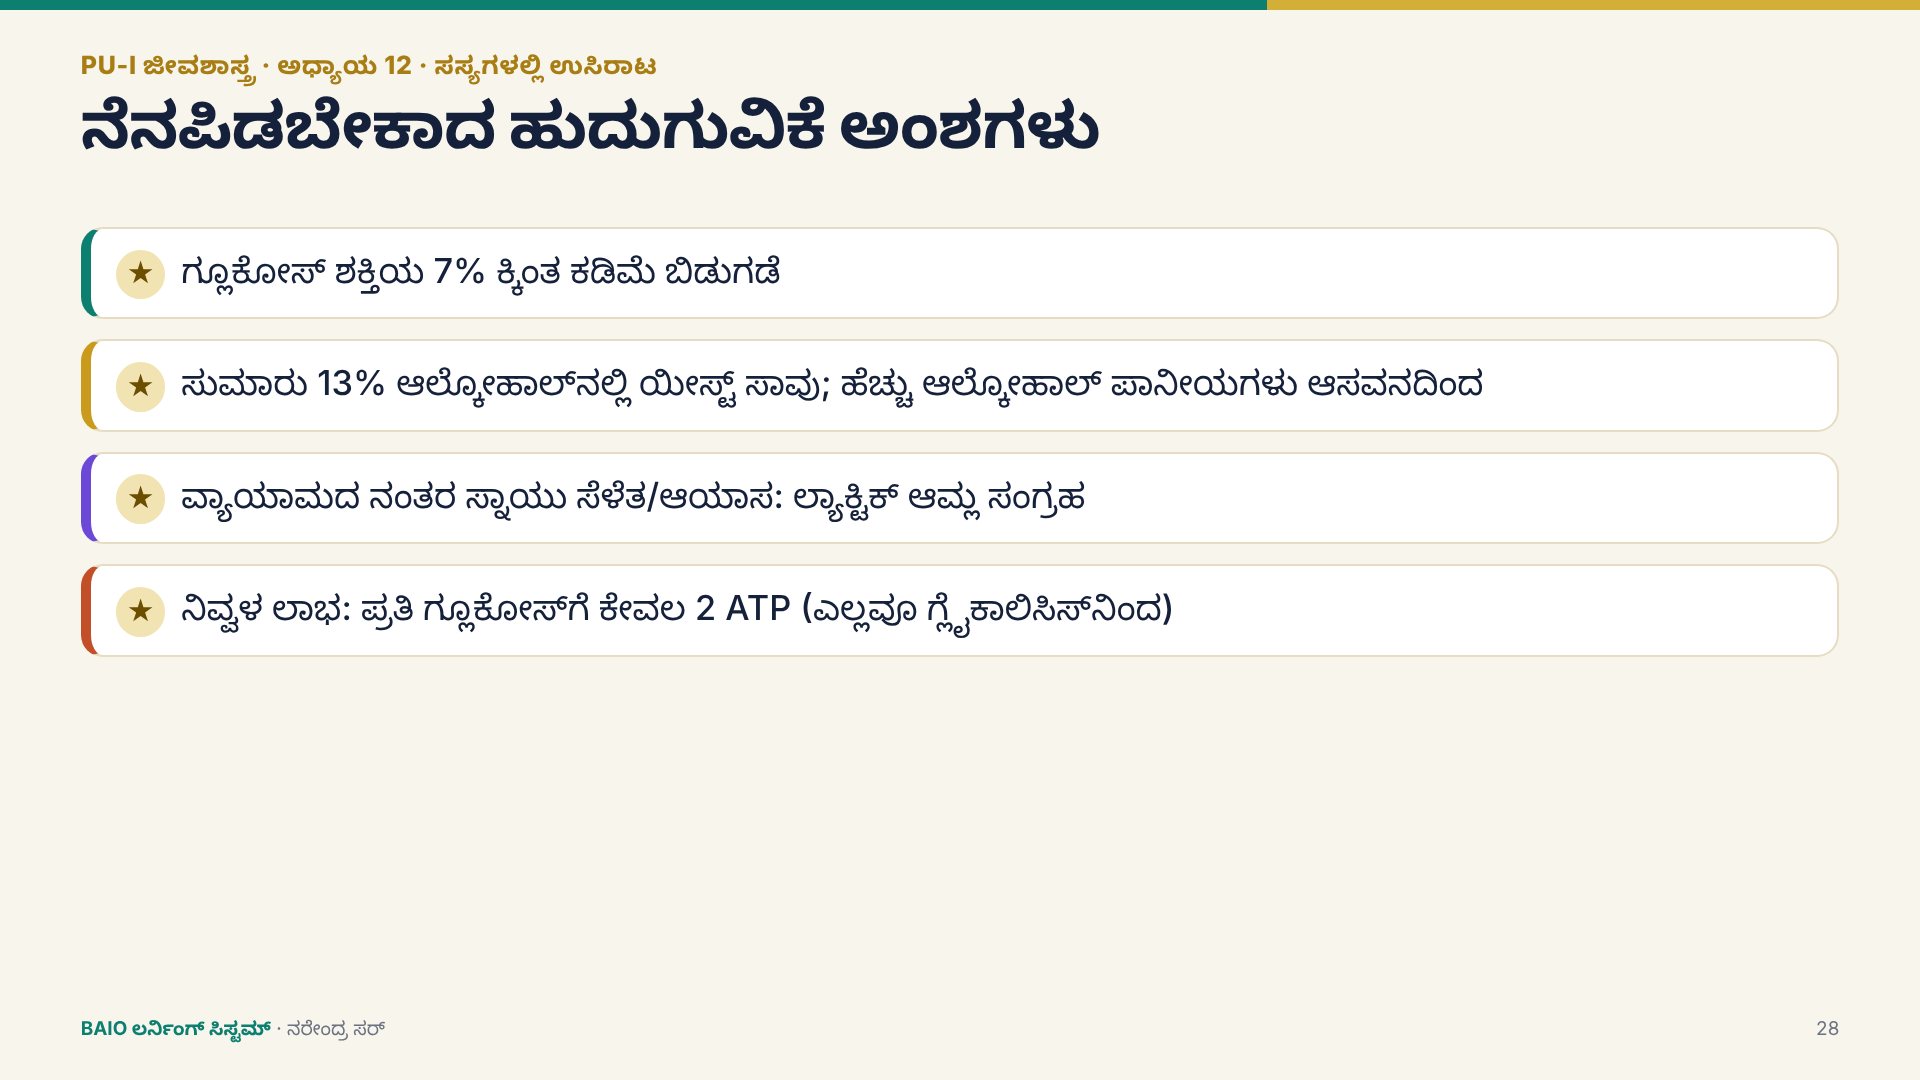 PU-I ಜೀವಶಾಸ್ತ್ರ · ಅಧ್ಯಾಯ 12 · ಸಸ್ಯಗಳಲ್ಲಿ ಉಸಿರಾಟ
ನೆನಪಿಡಬೇಕಾದ ಹುದುಗುವಿಕೆ ಅಂಶಗಳು
★ ಗ್ಲೂಕೋಸ್ ಶಕ್ತಿಯ 7% ಕ್ಕಿಂತ ಕಡಿಮೆ ಬಿಡುಗಡೆ
★ ಸುಮಾರು 13% ಆಲ್ಕೋಹಾಲ್‌ನಲ್ಲಿ ಯೀಸ್ಟ್ ಸಾವು; ಹೆಚ್ಚು ಆಲ್ಕೋಹಾಲ್ ಪಾನೀಯಗಳು ಆಸವನದಿಂದ
★ ವ್ಯಾಯಾಮದ ನಂತರ ಸ್ನಾಯು ಸೆಳೆತ/ಆಯಾಸ: ಲ್ಯಾಕ್ಟಿಕ್ ಆಮ್ಲ ಸಂಗ್ರಹ
★ ನಿವ್ವಳ ಲಾಭ: ಪ್ರತಿ ಗ್ಲೂಕೋಸ್‌ಗೆ ಕೇವಲ 2 ATP (ಎಲ್ಲವೂ ಗ್ಲೈಕಾಲಿಸಿಸ್‌ನಿಂದ)
BAIO ಲರ್ನಿಂಗ್ ಸಿಸ್ಟಮ್ · ನರೇಂದ್ರ ಸರ್
28